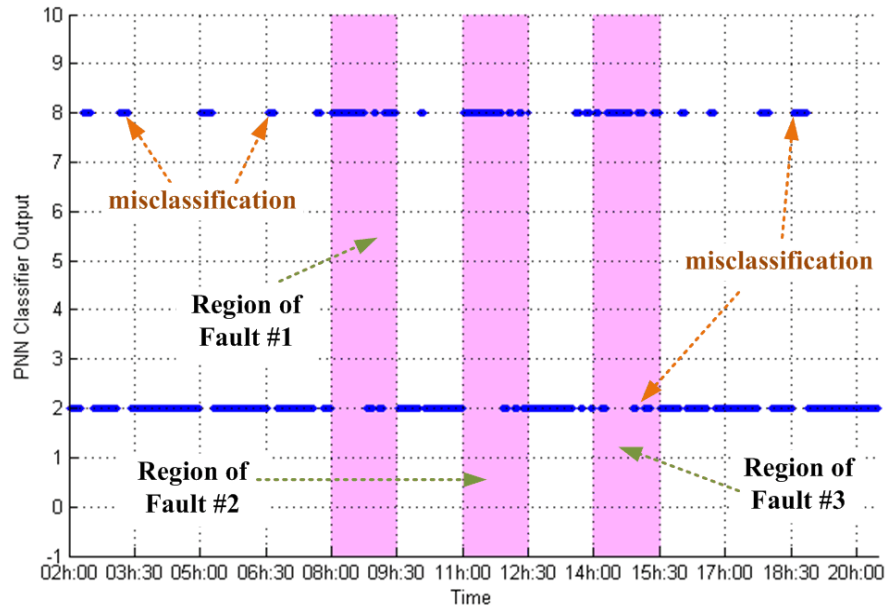 10
9
8
7
6
5
4
3
2
1
0
-1
PNN Classifier Output
misclassification
misclassification
Region of
Fault #1
Region of
Fault #2
Region of
Fault #3
02h:00 03h:30 05h:00 06h:30 08h:00 09h:30 11h:00 12h:30 14h:00 15h:30 17h:00 18h:30 20h:00
Time